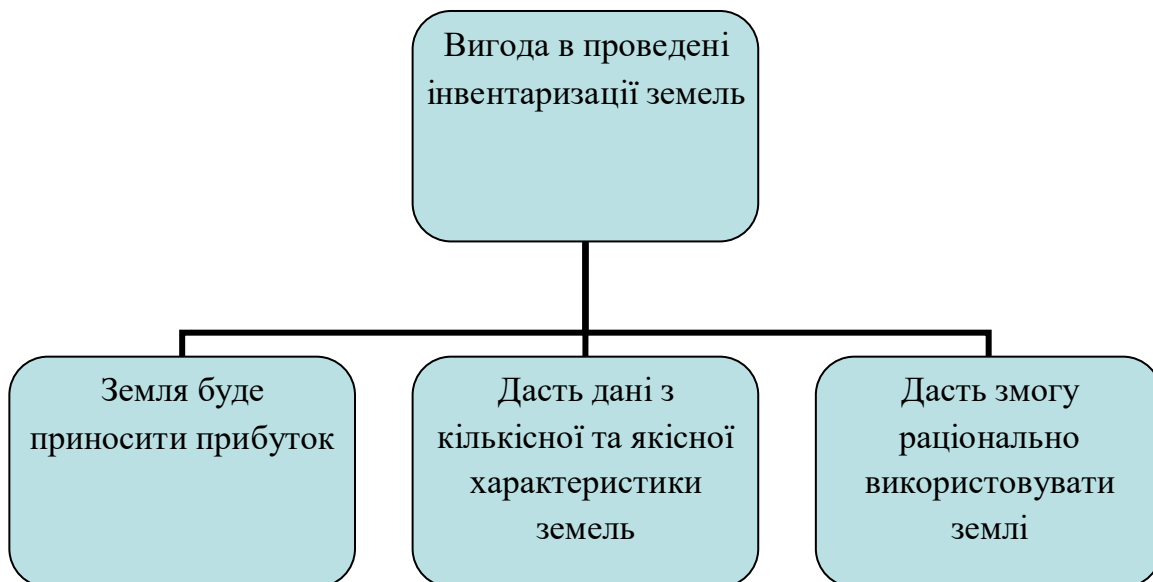 Вигода в проведені
інвентаризації земель
Земля буде
приносити прибуток
Дасть дані з
кількісної та якісної
характеристики
земель
Дасть змогу
раціонально
використовувати
землі